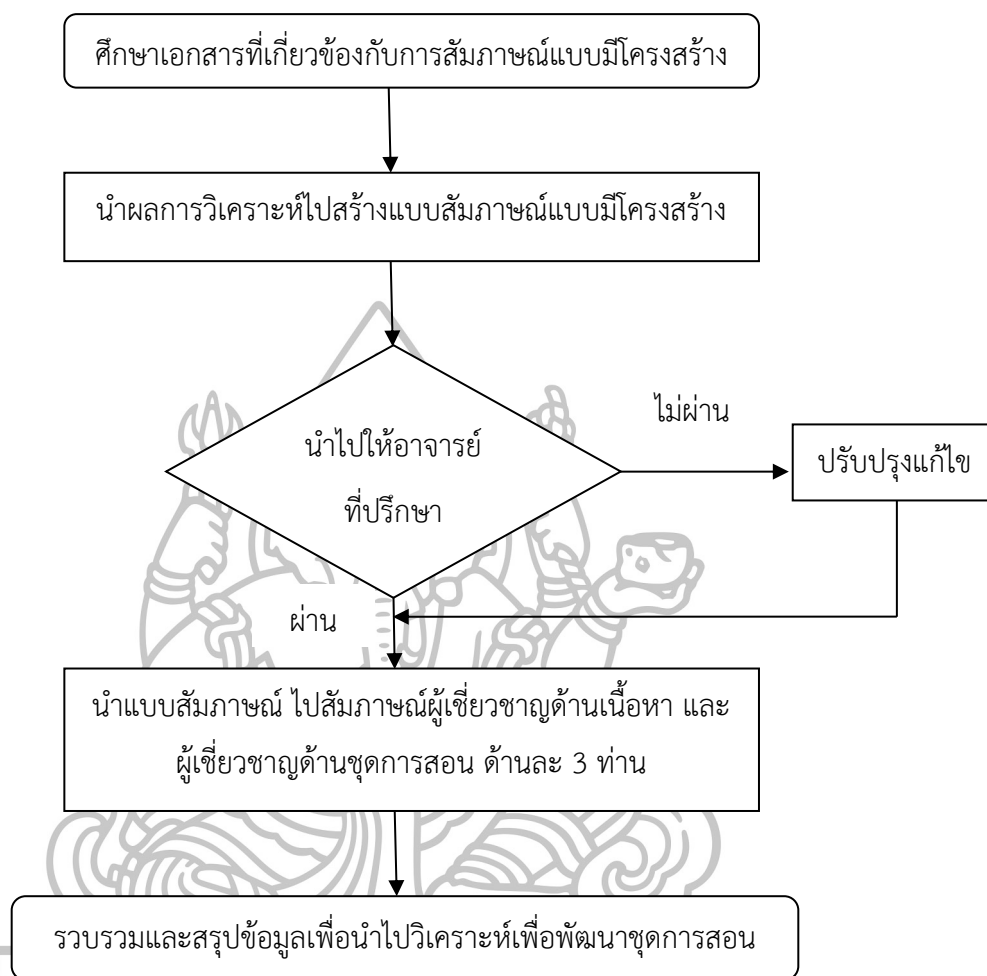 ศึกษาเอกสารที่เกี่ยวข้องกับการสัมภาษณ์แบบมีโครงสร้าง
นำผลการวิเคราะห์ไปสร้างแบบสัมภาษณ์แบบมีโครงสร้าง
นำไปให้อาจารย์
ที่ปรึกษา
ไม่ผ่าน
ปรับปรุงแก้ไข
ผ่าน
นำแบบสัมภาษณ์ ไปสัมภาษณ์ผู้เชี่ยวชาญด้านเนื้อหา และ
ผู้เชี่ยวชาญด้านชุดการสอน ด้านละ 3 ท่าน
รวบรวมและสรุปข้อมูลเพื่อนำไปวิเคราะห์เพื่อพัฒนาชุดการสอน